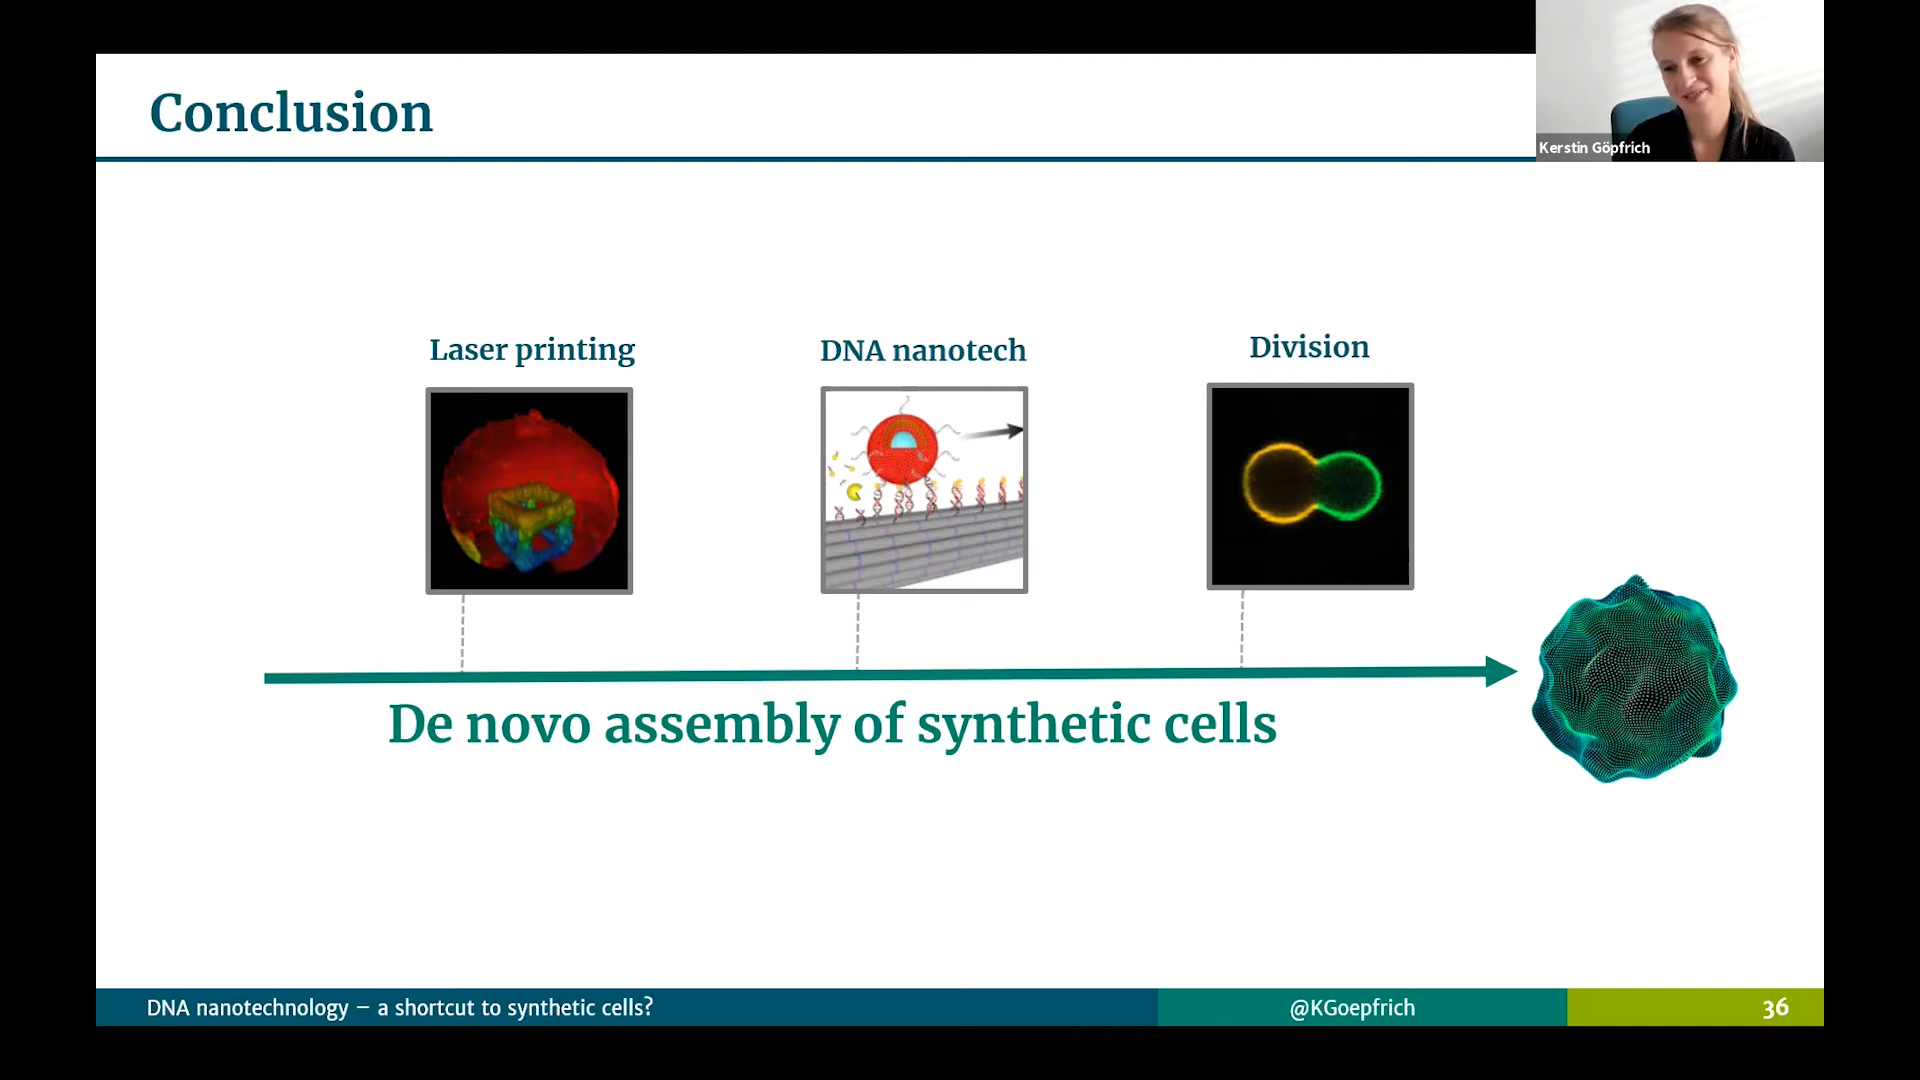 Conclusion
Kerstin Göpfrich
Laser printing
DNA nanotech
Division
De novo assembly of synthetic cells
DNA nanotechnology – a shortcut to synthetic cells?
@KGoepfrich
36